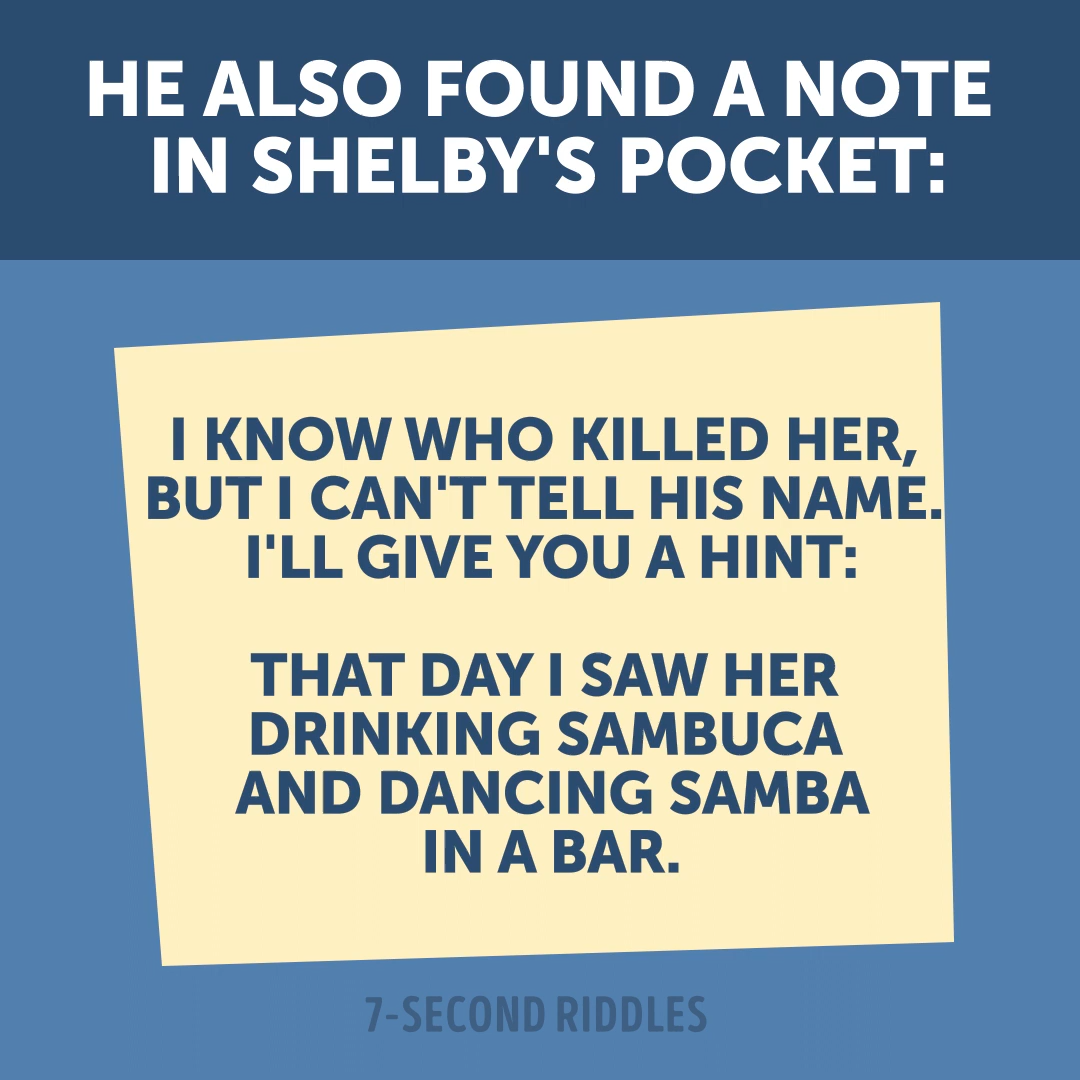 HE ALSO FOUND A NOTE
IN SHELBY'S POCKET:
I KNOW WHO KILLED HER,
BUT I CAN'T TELL HIS NAME.
I'LL GIVE YOU A HINT:
THAT DAY I SAW HER
DRINKING SAMBUCA
AND DANCING SAMBA
IN A BAR.
7-SECOND RIDDLES